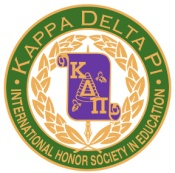 • KAPPA DELTA PI •
INTERNATIONAL HONOR SOCIETY IN EDUCATION
ΚΔΠ